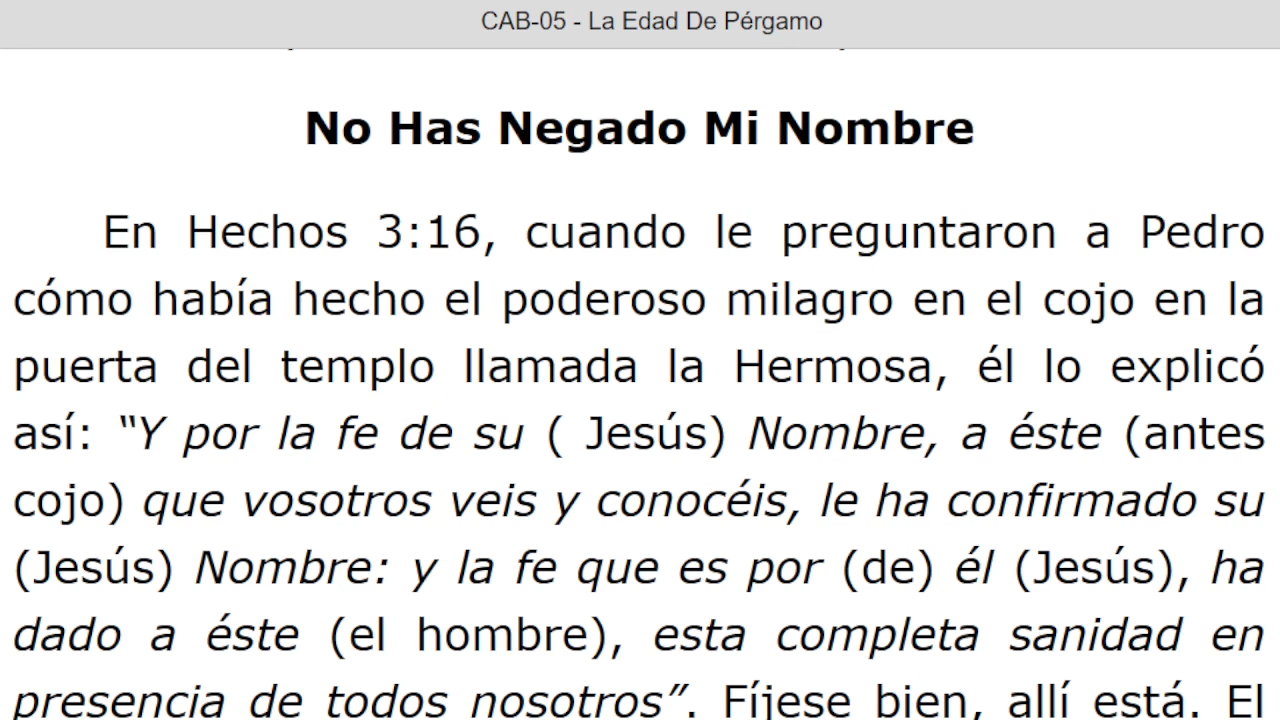 CAB-05 - La Edad De Pérgamo
No Has Negado Mi Nombre
En Hechos 3:16, cuando le preguntaron a Pedro
cómo había hecho el poderoso milagro en el cojo en la
puerta del templo llamada la Hermosa, él lo explicó
así: “Y por la fe de su ( Jesús) Nombre, a éste (antes
cojo) que vosotros veis y conocéis, le ha confirmado su
(Jesús) Nombre: y la fe que es por (de) él (Jesús), ha
dado a éste (el hombre), esta completa sanidad en
presencia de todos nosotros”. Fíjese bien, allí está. El